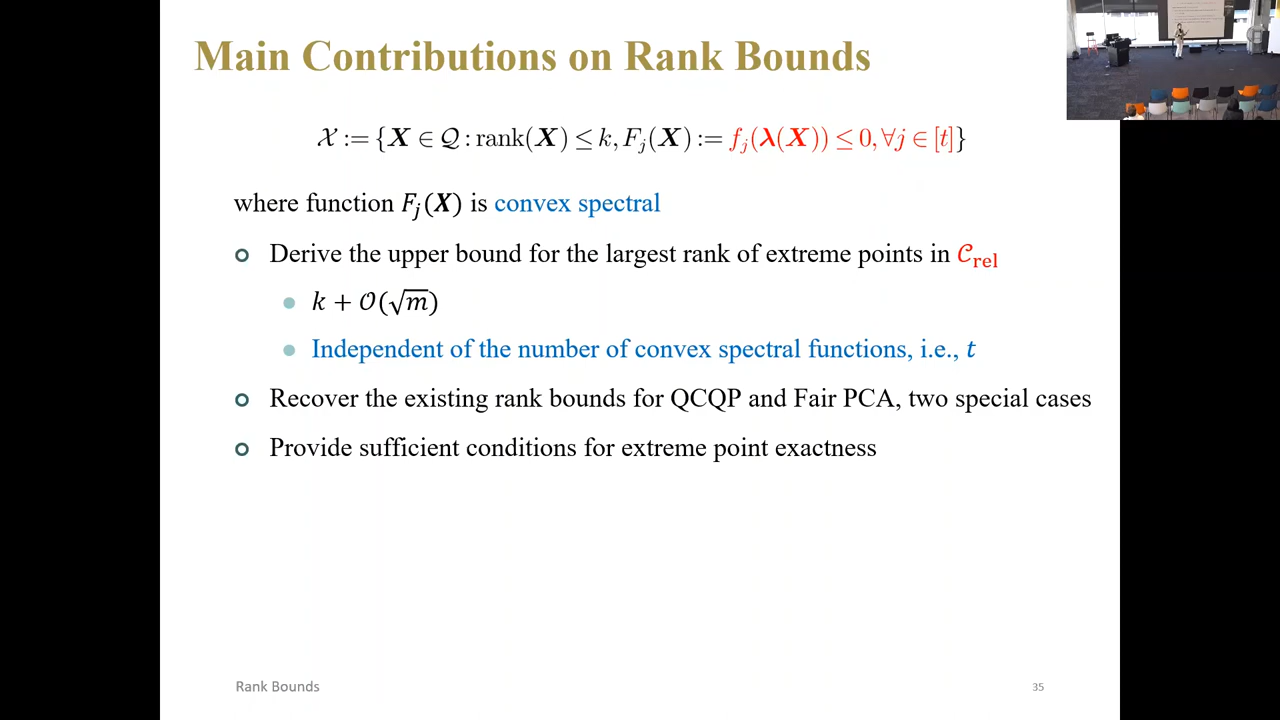 Main Contributions on Rank Bounds
𝒳 := {𝑿 ∈ 𝒬 : rank(𝑿) ≤ k, F_j(𝑿) := f_j(𝝀(𝑿)) ≤ 0, ∀j ∈ [t]}
where function F_j(𝑿) is convex spectral
Derive the upper bound for the largest rank of extreme points in 𝒞_rel
k + 𝒪(√m)
Independent of the number of convex spectral functions, i.e., t
Recover the existing rank bounds for QCQP and Fair PCA, two special cases
Provide sufficient conditions for extreme point exactness
Rank Bounds
35